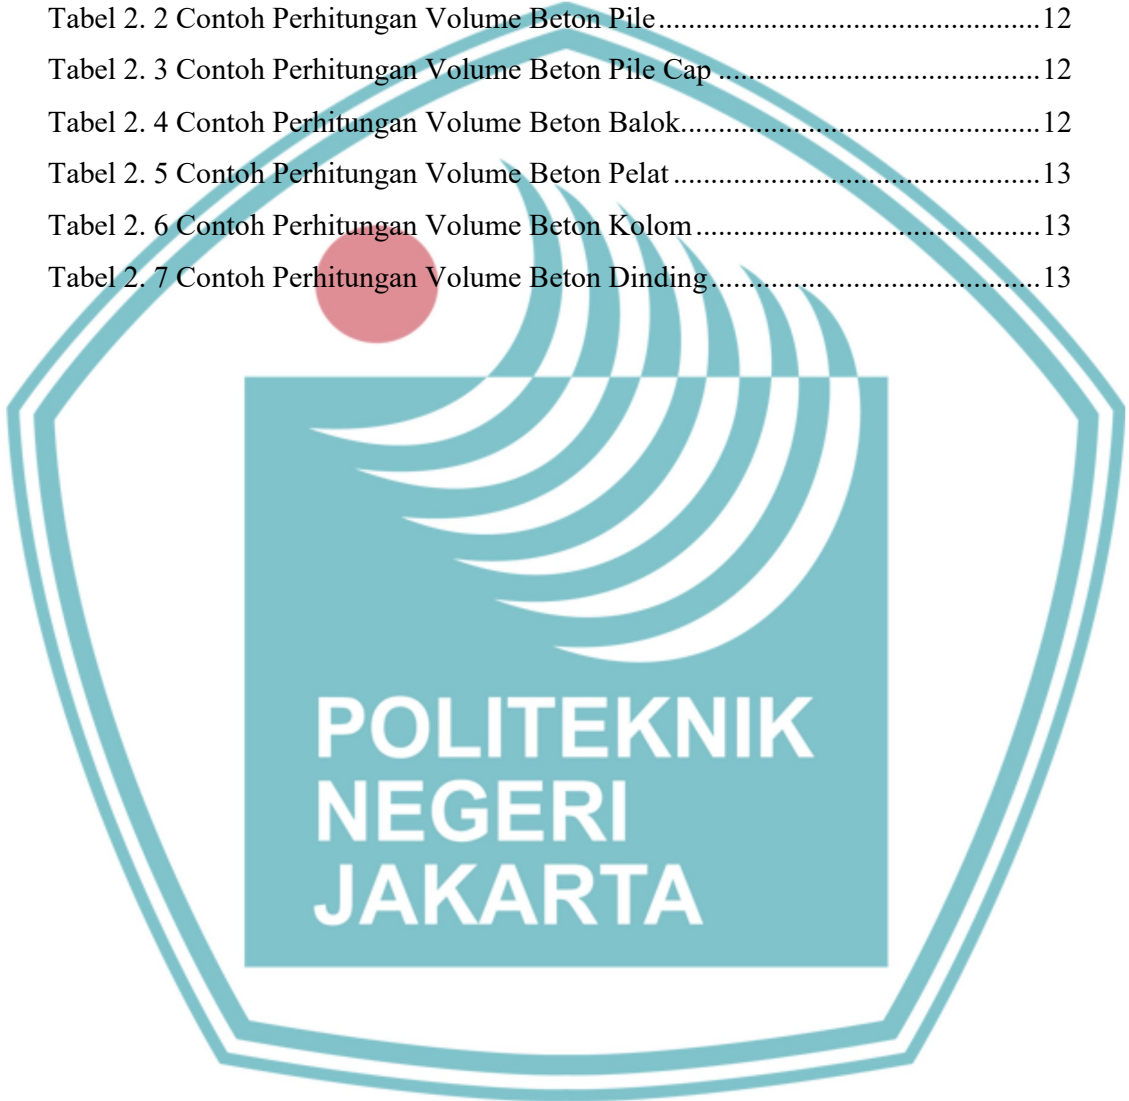 Tabel 2. 2 Contoh Perhitungan Volume Beton Pile................................................12
Tabel 2. 3 Contoh Perhitungan Volume Beton Pile Cap ........................................12
Tabel 2. 4 Contoh Perhitungan Volume Beton Balok.............................................12
Tabel 2. 5 Contoh Perhitungan Volume Beton Pelat ..............................................13
Tabel 2. 6 Contoh Perhitungan Volume Beton Kolom...........................................13
Tabel 2. 7 Contoh Perhitungan Volume Beton Dinding.........................................13
POLITEKNIK
NEGERI
JAKARTA